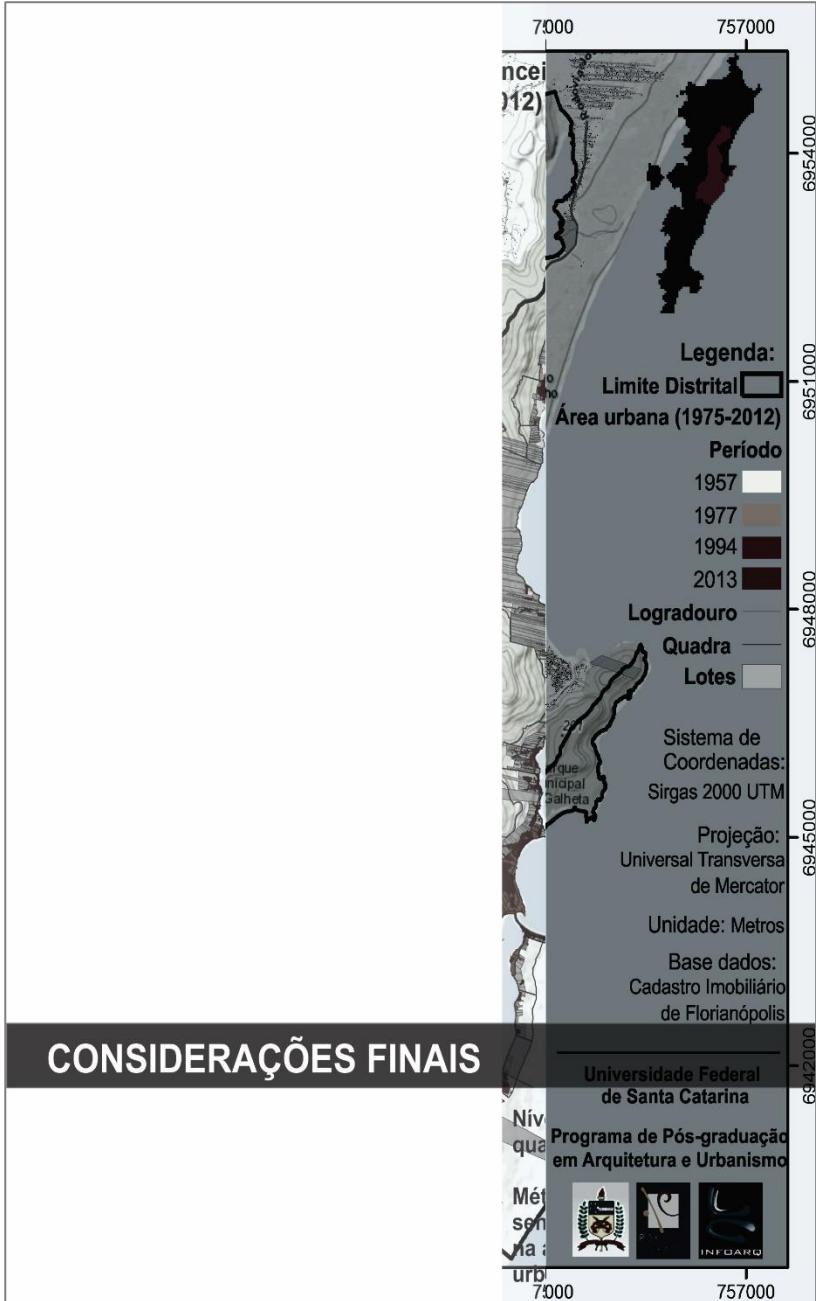 75000 757000
Legenda:
Limite Distrital
Área urbana (1975-2012)
Período
1957
1977
1994
2013
Logradouro
Quadra
Lotes
Sistema de
Coordenadas:
Sirgas 2000 UTM
Projeção:
Universal Transversa
de Mercator
Unidade: Metros
Base dados:
Cadastro Imobiliário
de Florianópolis
CONSIDERAÇÕES FINAIS
Universidade Federal
de Santa Catarina
Programa de Pós-graduação
em Arquitetura e Urbanismo
INFOARQ
757000
6954000
6951000
6948000
6945000
6942000